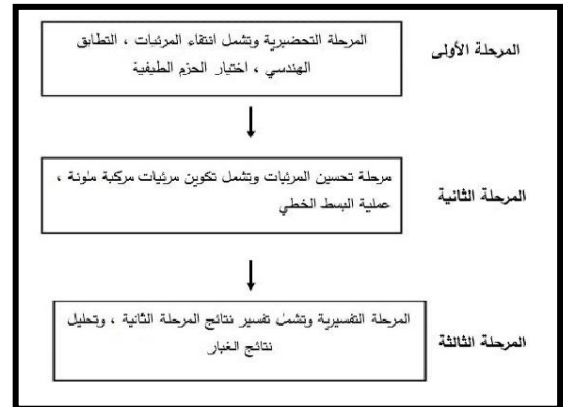 المرحلة الأولى
المرحلة التحضيرية وتشمل انتقاء المرئيات ، التطابق
الهندسي ، اختيار الحزم الطيفية
المرحلة الثانية
مرحلة تحسين المرئيات وتشمل تكوين مرئيات مركبة ملونة ،
عملية البسط الخطي
المرحلة الثالثة
المرحلة التفسيرية وتشمل تفسير نتائج المرحلة الثانية ، وتحليل
نتائج الغبار